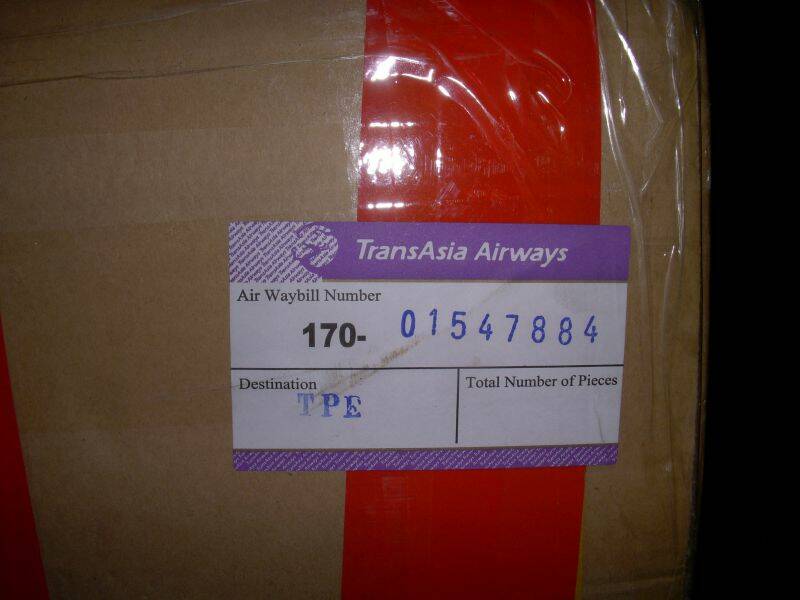 TransAsia Airways
Air Waybill Number
170- 01547884
Destination
TPE
Total Number of Pieces